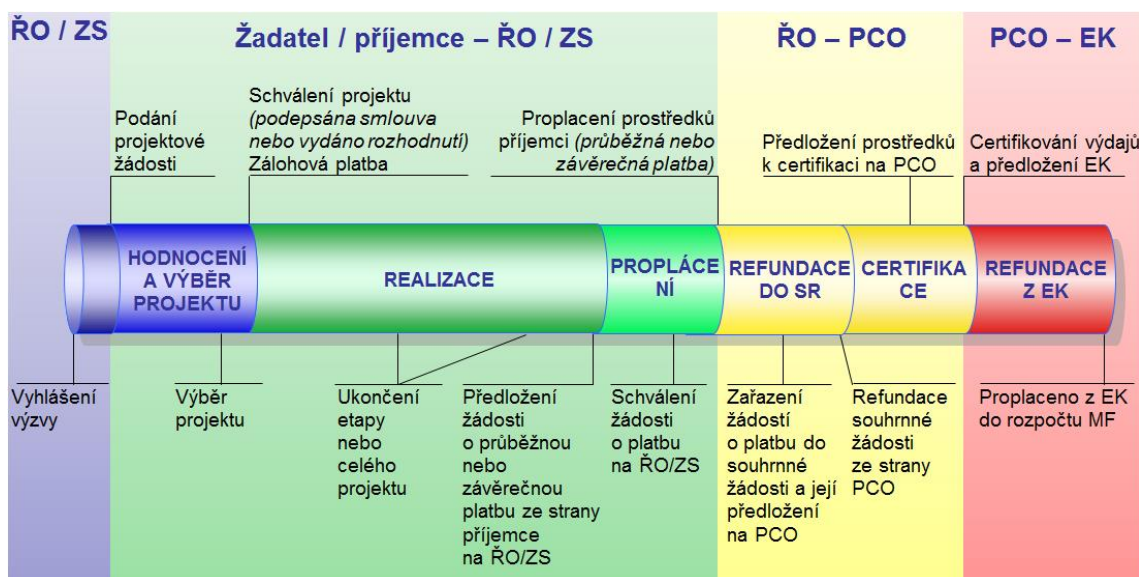 ŘO / ZS
Žadatel / příjemce – ŘO / ZS
ŘO – PCO
PCO – EK
Podání
projektové
žádosti
Schválení projektu
(podepsána smlouva
nebo vydáno rozhodnutí)
Zálohová platba
Proplacení prostředků
příjemci (průběžná nebo
závěrečná platba)
Předložení prostředků
k certifikaci na PCO
Certifikování výdajů
a předložení EK
HODNOCENÍ
A VÝBĚR
PROJEKTU
REALIZACE
PROPLÁCE
NÍ
REFUNDACE
DO SR
CERTIFIKA
CE
REFUNDACE
Z EK
Vyhlášení
výzvy
Výběr
projektu
Ukončení
etapy
nebo
celého
projektu
Předložení
žádosti
o průběžnou
nebo
závěrečnou
platbu ze strany
příjemce
na ŘO/ZS
Schválení
žádosti
o platbu
na ŘO/ZS
Zařazení
žádostí
o platbu do
souhrnné
žádosti a její
předložení
na PCO
Refundace
souhrnné
žádosti
ze strany
PCO
Proplaceno z EK
do rozpočtu MF